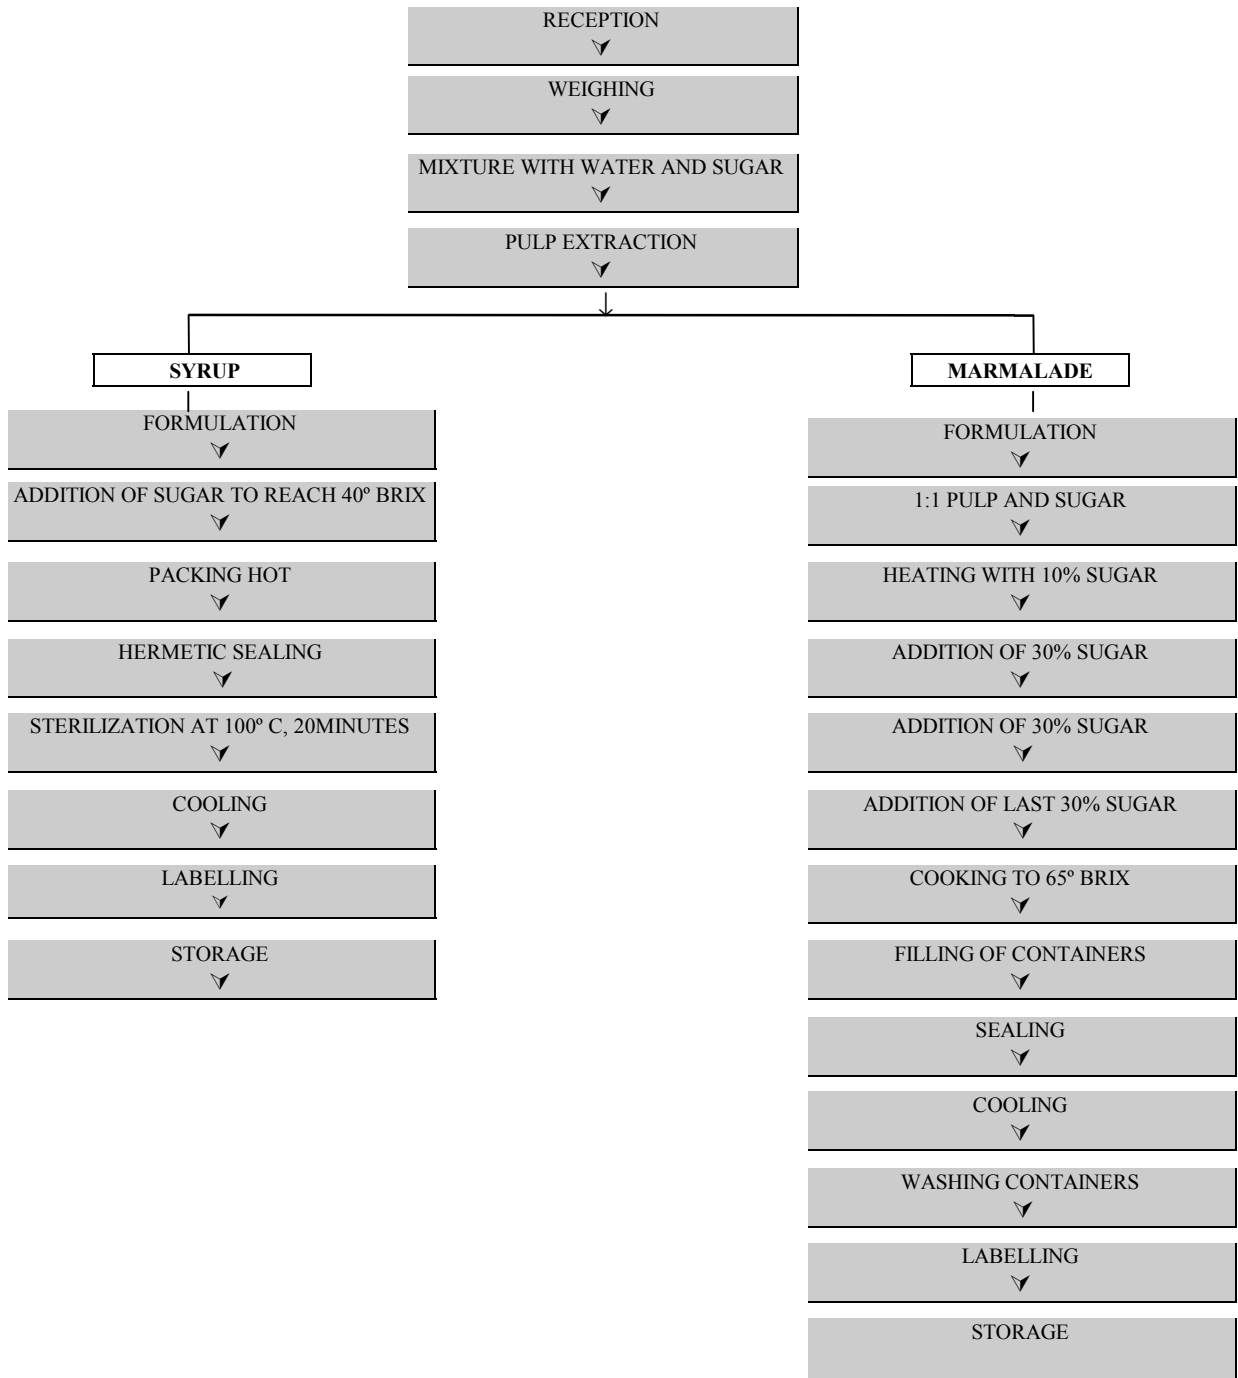 RECEPTION
WEIGHING
MIXTURE WITH WATER AND SUGAR
PULP EXTRACTION
SYRUP
FORMULATION
ADDITION OF SUGAR TO REACH 40º BRIX
PACKING HOT
HERMETIC SEALING
STERILIZATION AT 100º C, 20MINUTES
COOLING
LABELLING
STORAGE
MARMALADE
FORMULATION
1:1 PULP AND SUGAR
HEATING WITH 10% SUGAR
ADDITION OF 30% SUGAR
ADDITION OF 30% SUGAR
ADDITION OF LAST 30% SUGAR
COOKING TO 65º BRIX
FILLING OF CONTAINERS
SEALING
COOLING
WASHING CONTAINERS
LABELLING
STORAGE